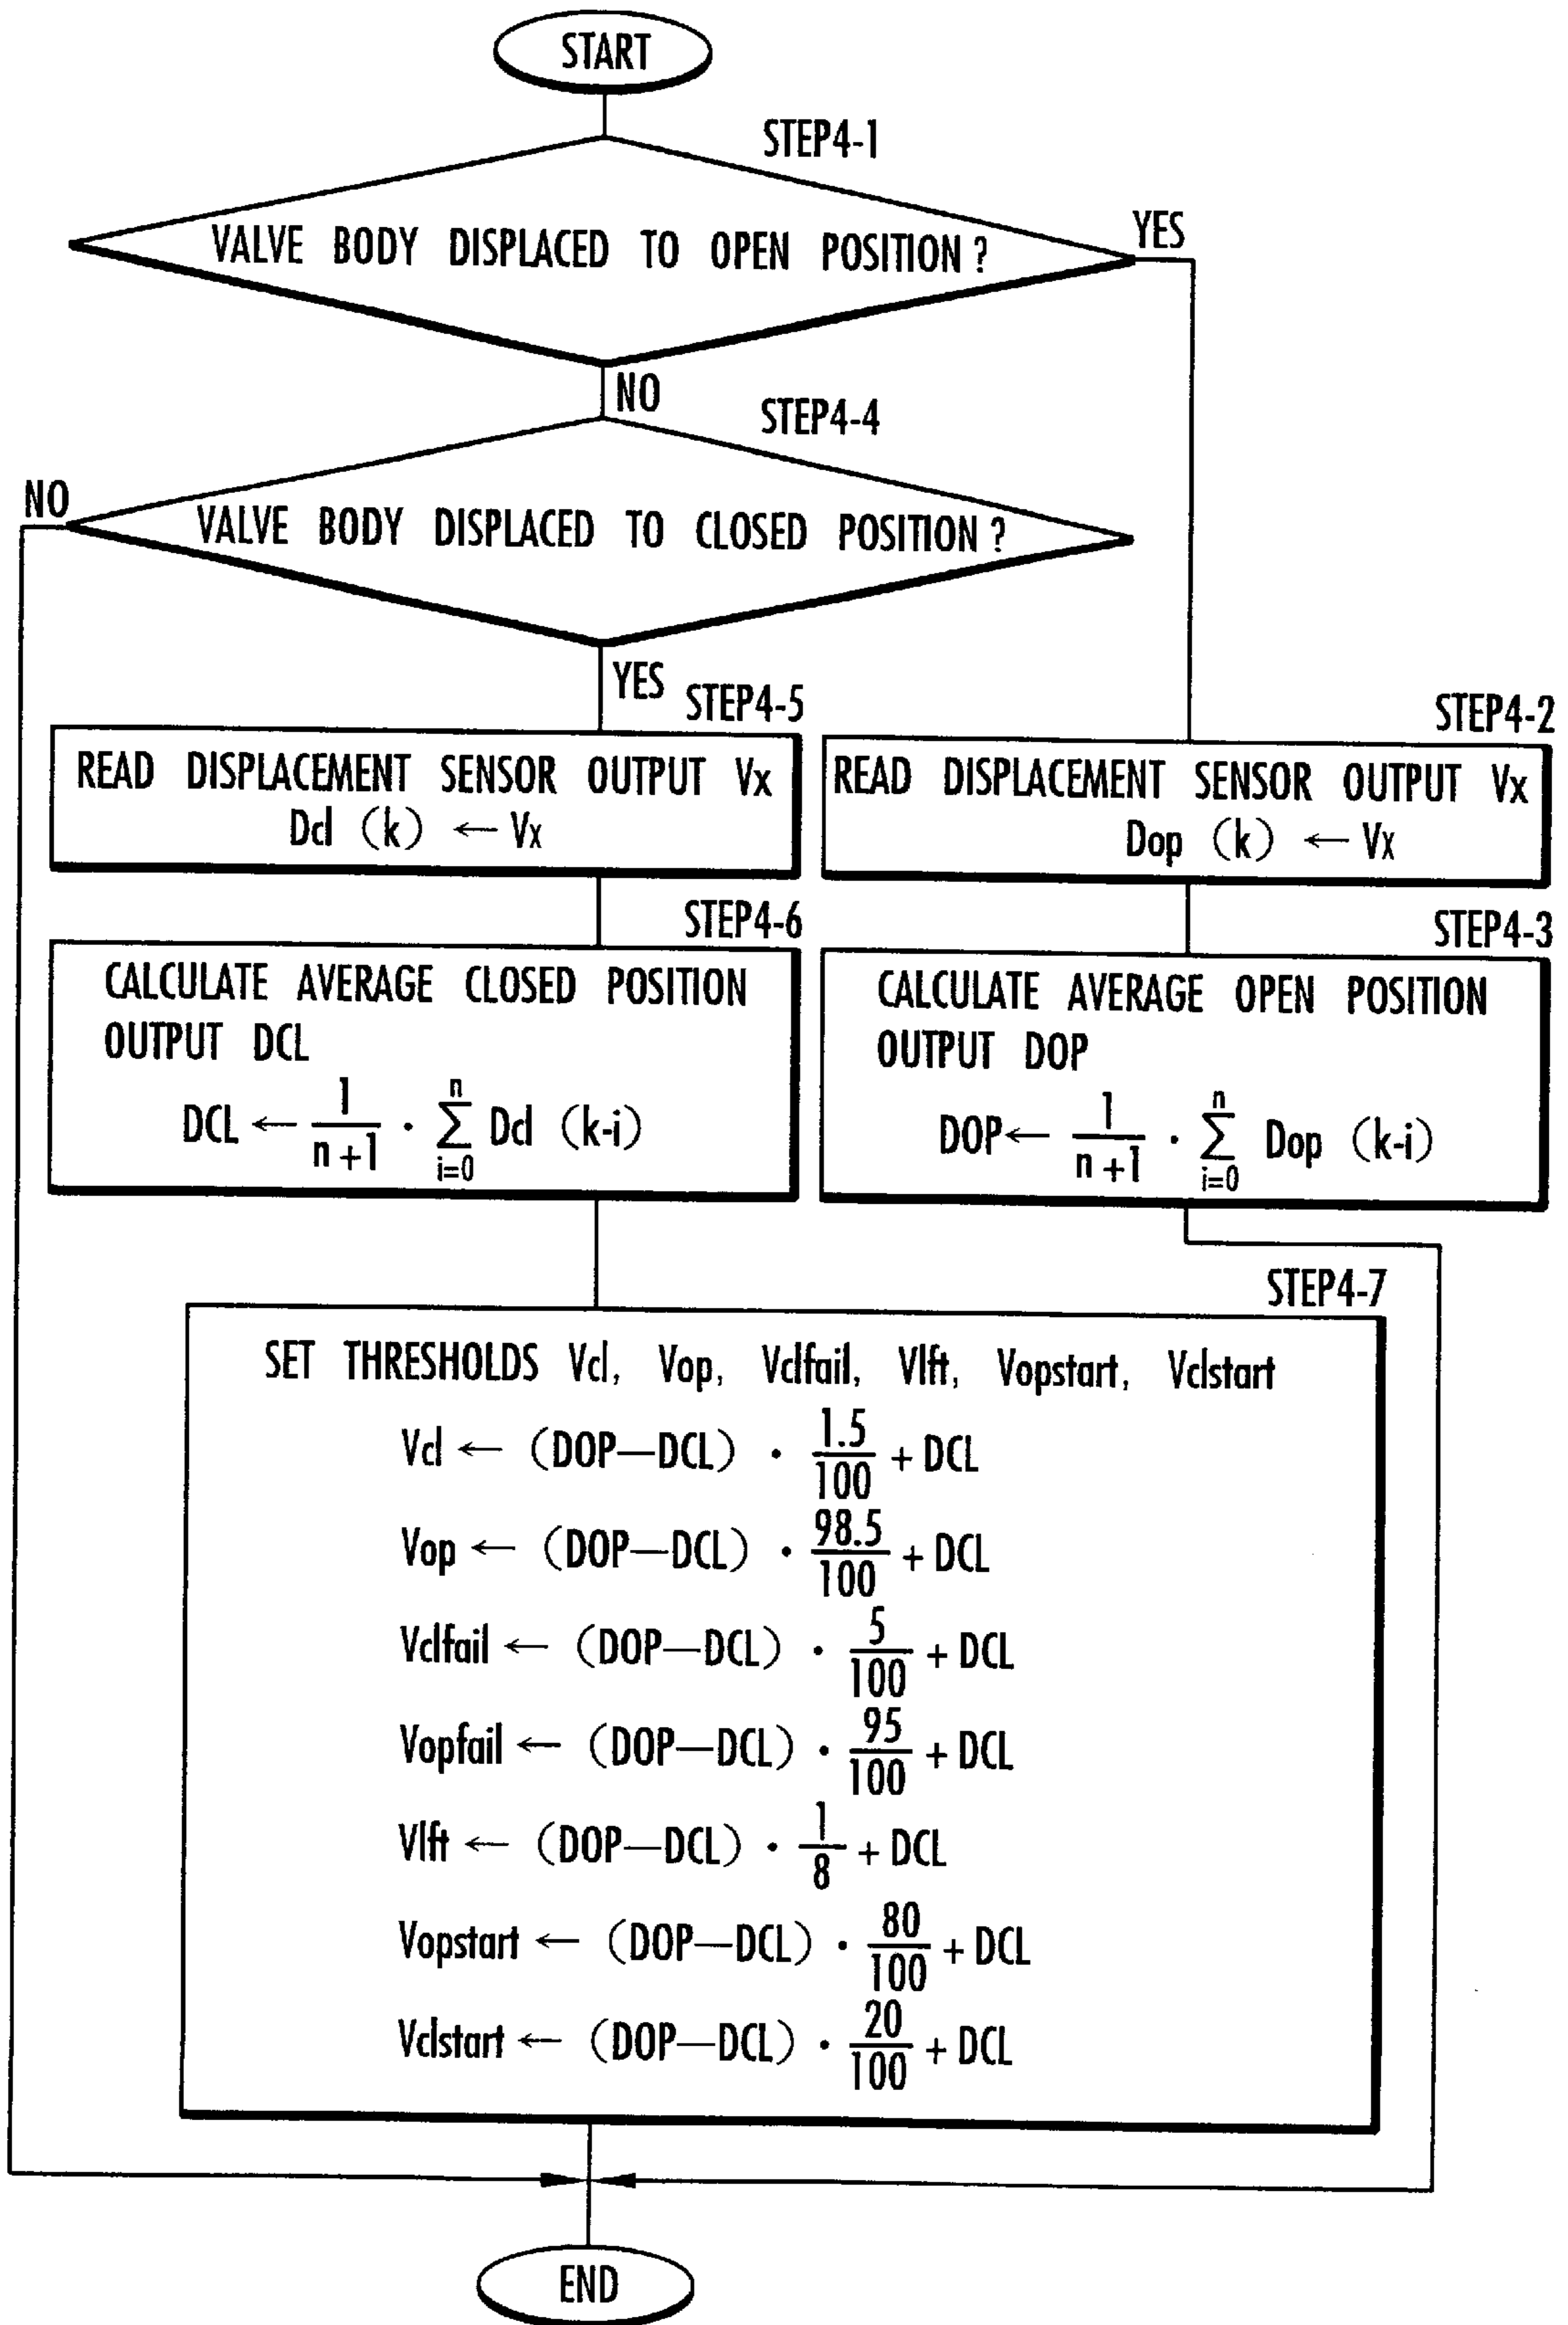 START
STEP4-1
VALVE BODY DISPLACED TO OPEN POSITION?
YES
NO
STEP4-4
NO
VALVE BODY DISPLACED TO CLOSED POSITION?
YES
STEP4-5
READ DISPLACEMENT SENSOR OUTPUT Vx
Dcl (k) ← Vx
STEP4-2
READ DISPLACEMENT SENSOR OUTPUT Vx
Dop (k) ← Vx
STEP4-6
CALCULATE AVERAGE CLOSED POSITION
OUTPUT DCL
DCL ← 1/(n+1) · Σ_{i=0}^{n} Dcl (k-i)
STEP4-3
CALCULATE AVERAGE OPEN POSITION
OUTPUT DOP
DOP ← 1/(n+1) · Σ_{i=0}^{n} Dop (k-i)
STEP4-7
SET THRESHOLDS Vcl, Vop, Vclfail, Vlft, Vopstart, Vclstart
Vcl ← (DOP—DCL) · 1.5/100 + DCL
Vop ← (DOP—DCL) · 98.5/100 + DCL
Vclfail ← (DOP—DCL) · 5/100 + DCL
Vopfail ← (DOP—DCL) · 95/100 + DCL
Vlft ← (DOP—DCL) · 1/8 + DCL
Vopstart ← (DOP—DCL) · 80/100 + DCL
Vclstart ← (DOP—DCL) · 20/100 + DCL
END